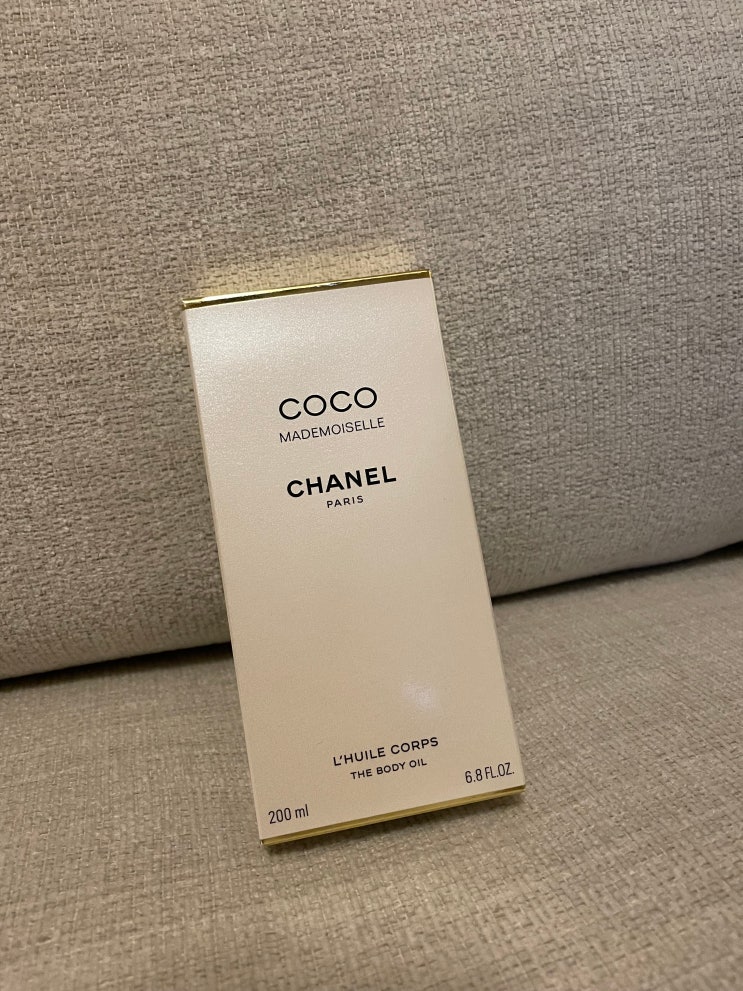 COCO
MADEMOISELLE
CHANEL
PARIS
L'HUILE CORPS
THE BODY OIL
200 ml
6.8 FL.OZ.